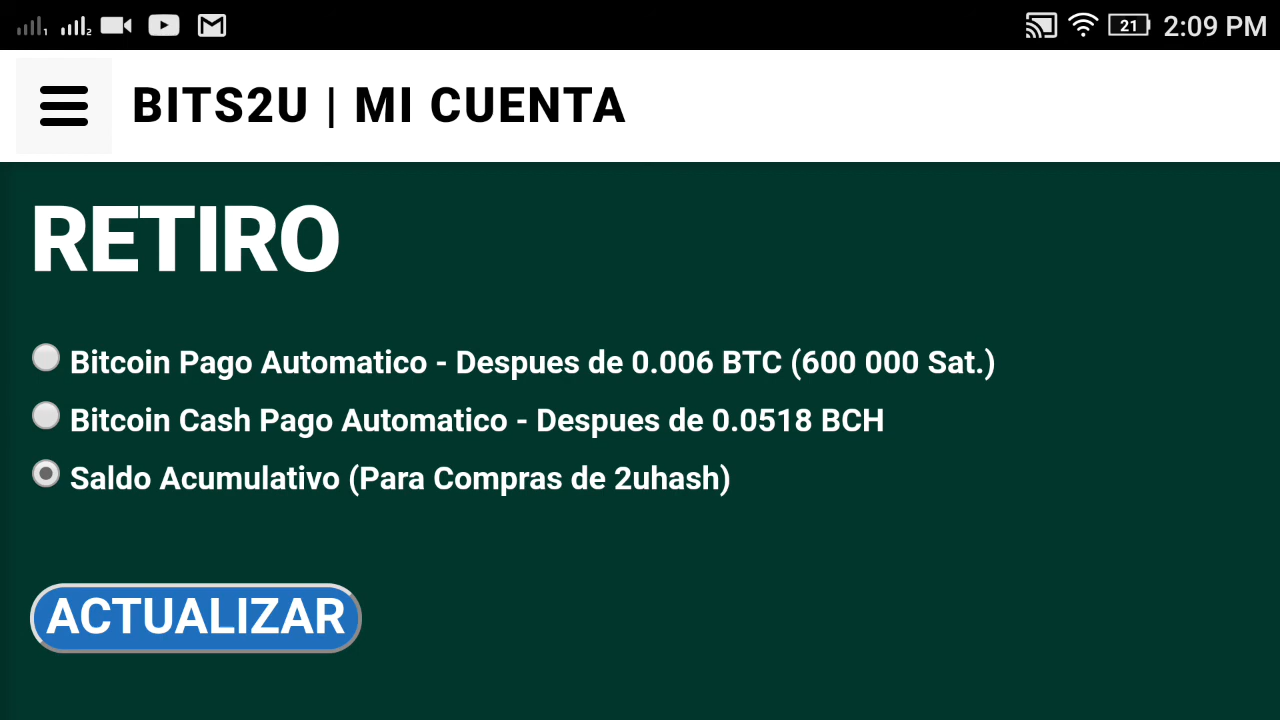 21 2:09 PM
BITS2U | MI CUENTA
RETIRO
Bitcoin Pago Automatico - Despues de 0.006 BTC (600 000 Sat.)
Bitcoin Cash Pago Automatico - Despues de 0.0518 BCH
Saldo Acumulativo (Para Compras de 2uhash)
ACTUALIZAR